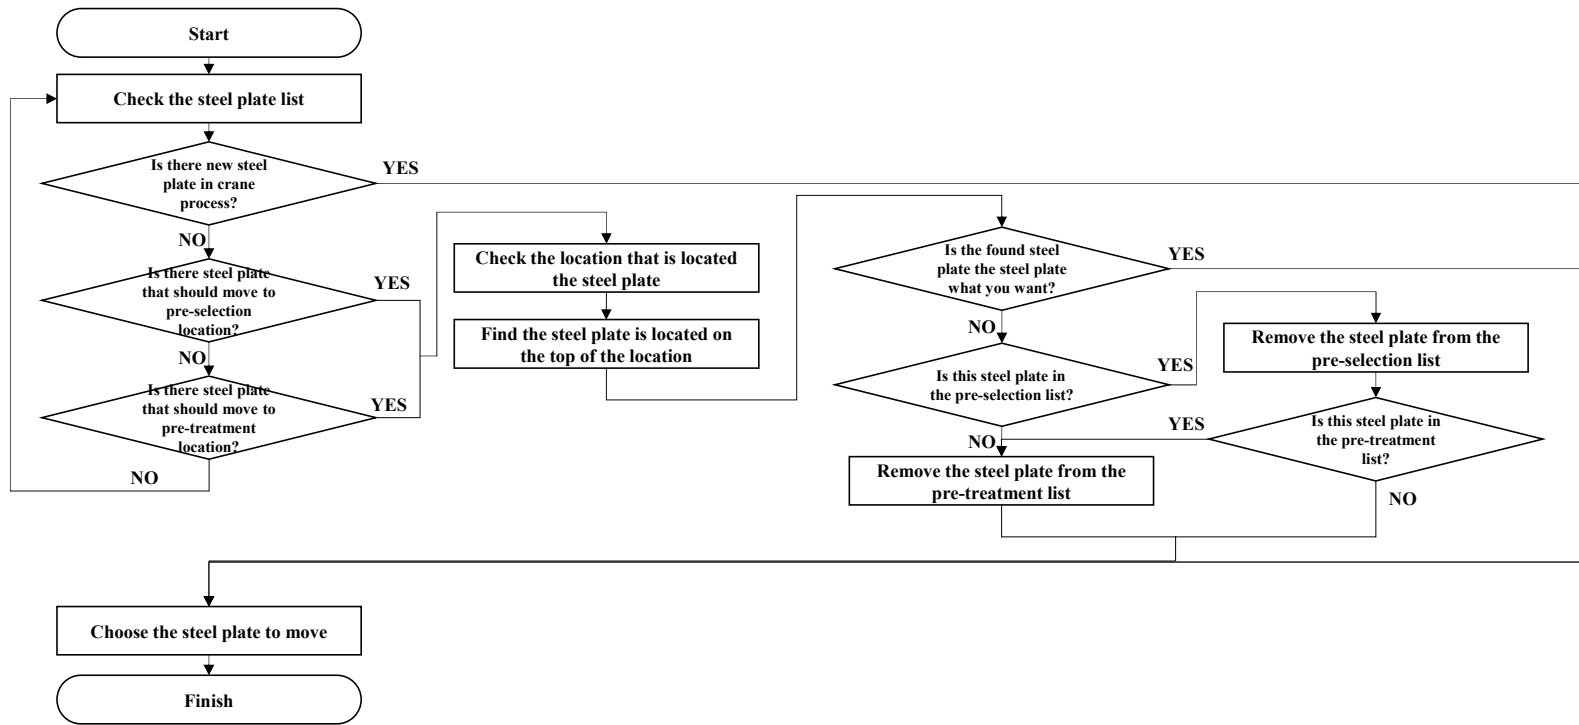 Start
Check the steel plate list
Is there new steel
plate in crane
process?
YES
NO
Is there steel plate
that should move to
pre-selection
location?
YES
NO
Is there steel plate
that should move to
pre-treatment
location?
YES
NO
Check the location that is located
the steel plate
Find the steel plate is located on
the top of the location
Is the found steel
plate the steel plate
what you want?
YES
NO
Is this steel plate in
the pre-selection list?
YES
NO
Remove the steel plate from the
pre-selection list
Is this steel plate in
the pre-treatment
list?
YES
NO
Remove the steel plate from the
pre-treatment list
Choose the steel plate to move
Finish